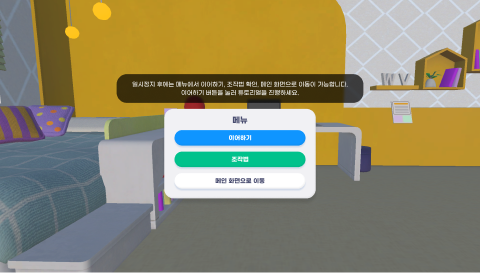 일시정지 후에는 메뉴에서 이어하기, 조작법 확인, 메인 화면으로 이동이 가능합니다.
이어하기 버튼을 눌러 튜토리얼을 진행하세요.
메뉴
이어하기
조작법
메인 화면으로 이동